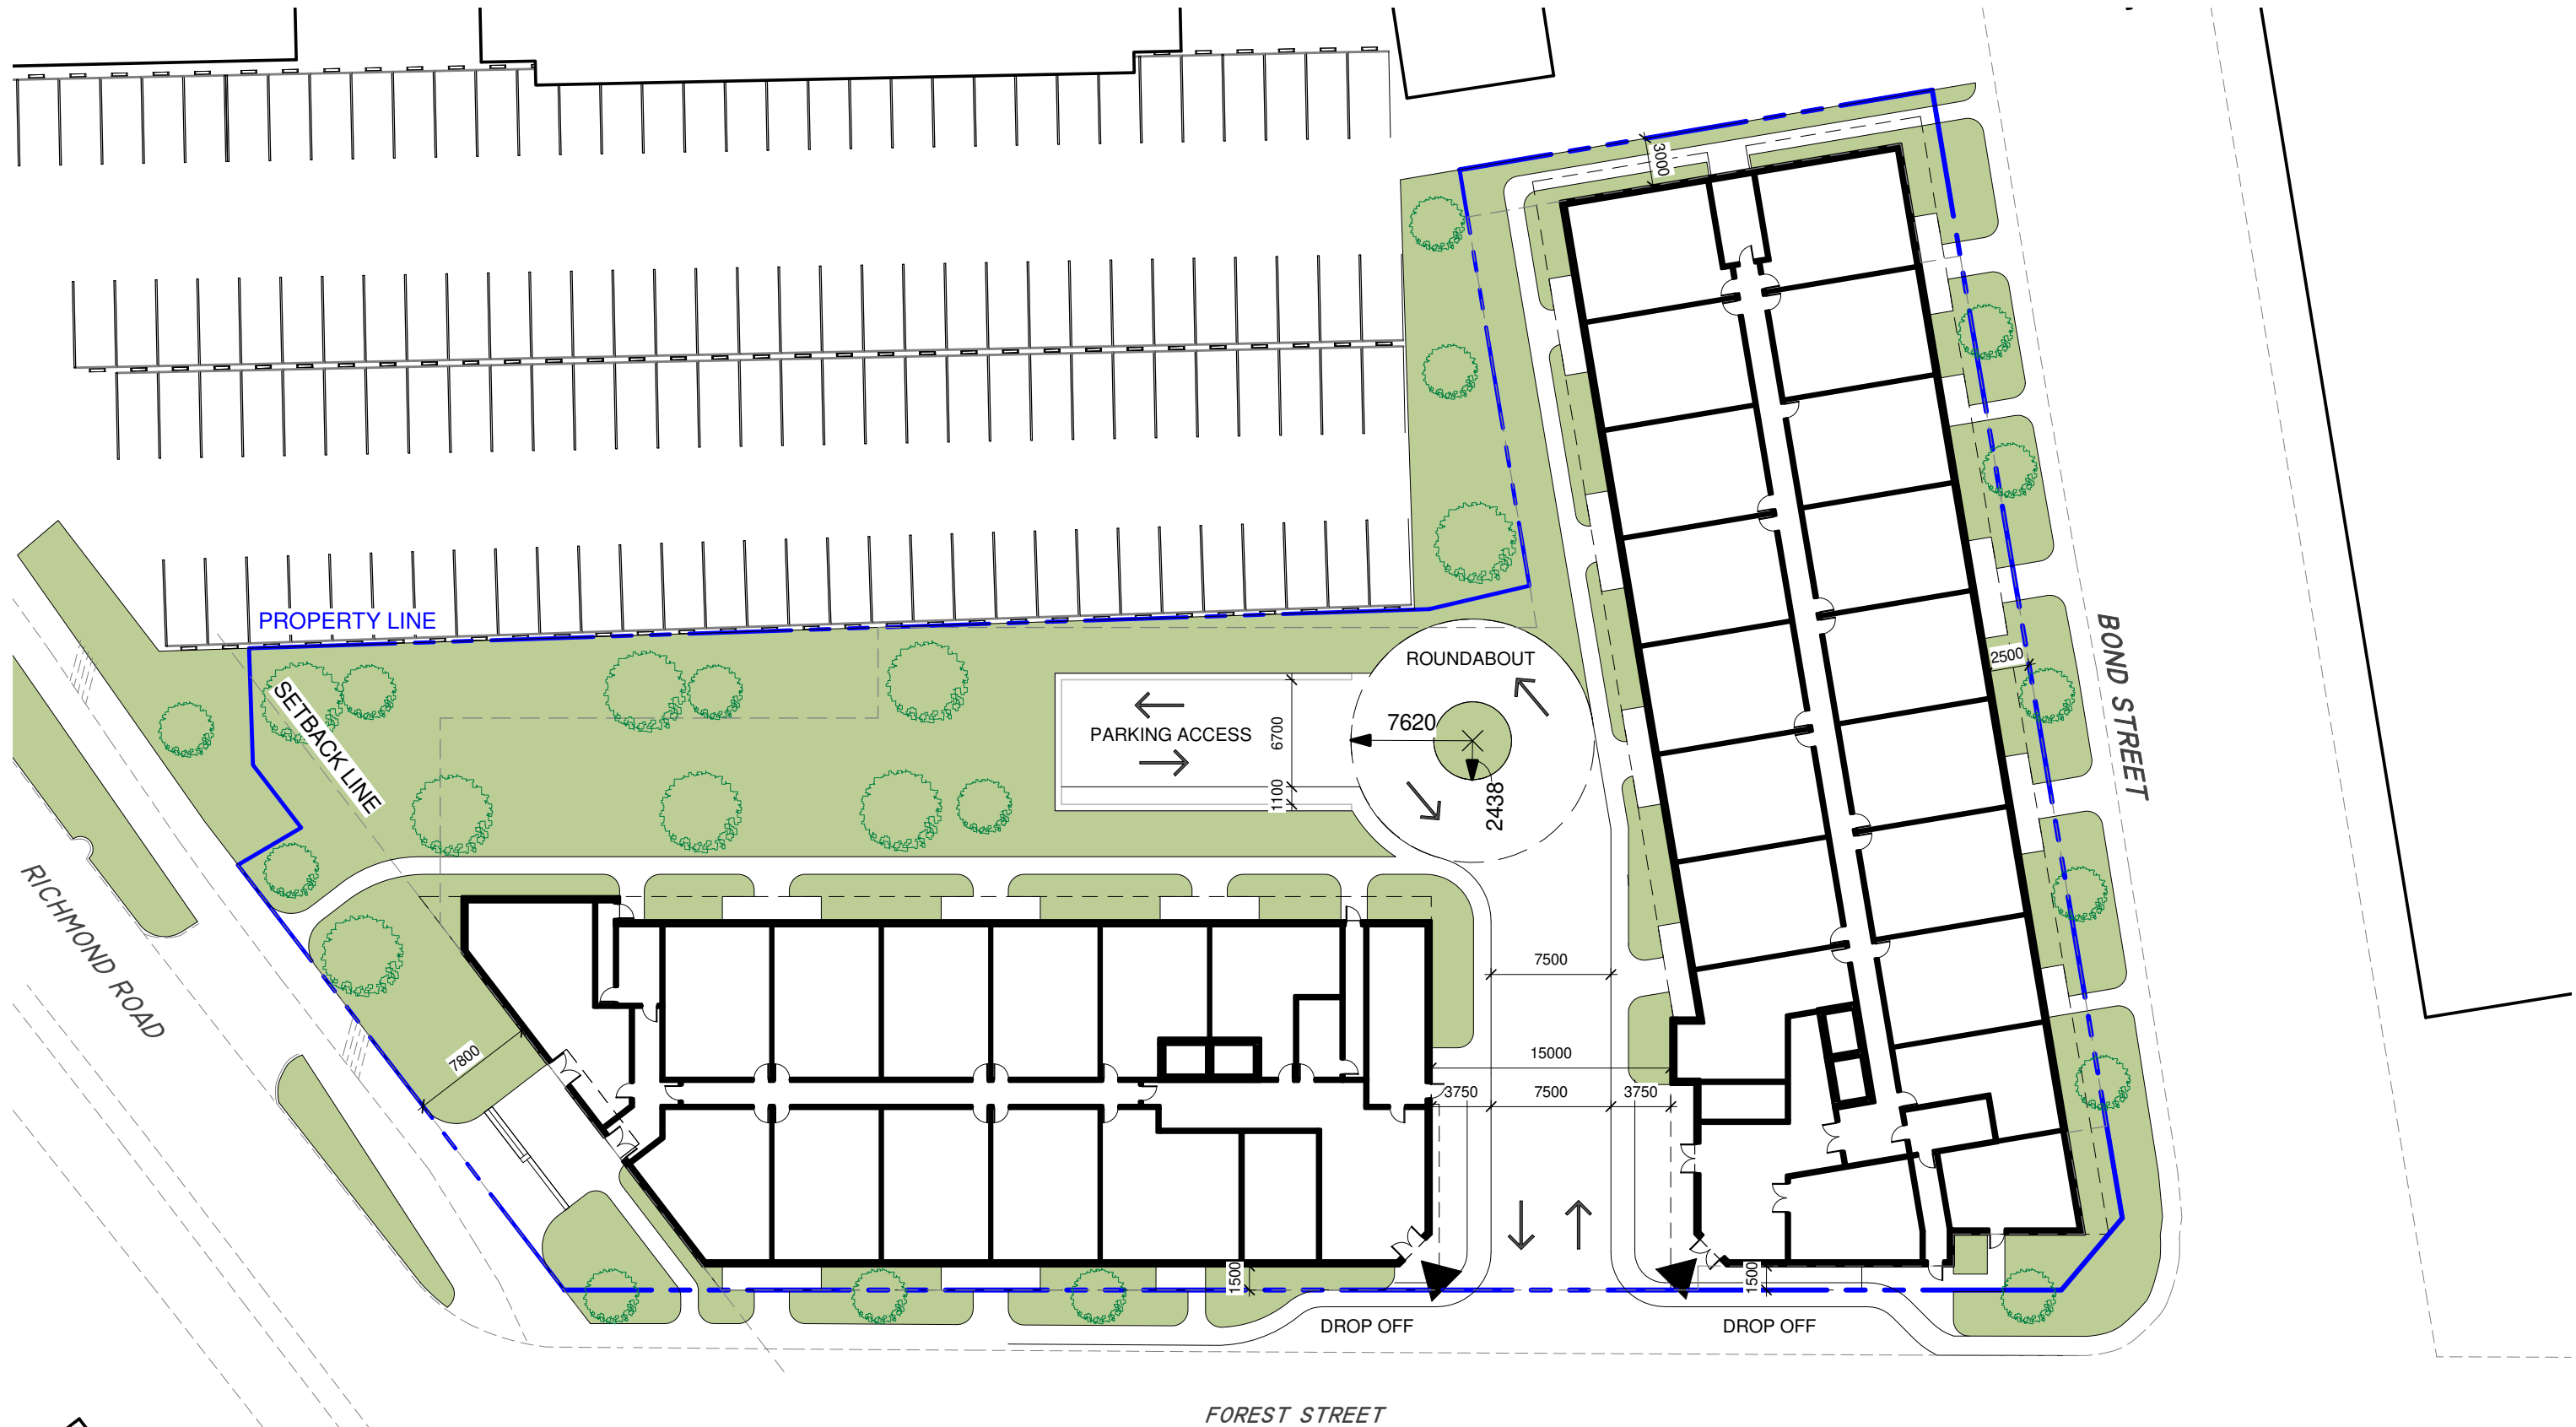 3000
PROPERTY LINE
SETBACK LINE
ROUNDABOUT
PARKING ACCESS
6700
1100
7620
2438
2500
BOND STREET
RICHMOND ROAD
7800
7500
15000
3750
7500
3750
1500
1500
DROP OFF
DROP OFF
FOREST STREET